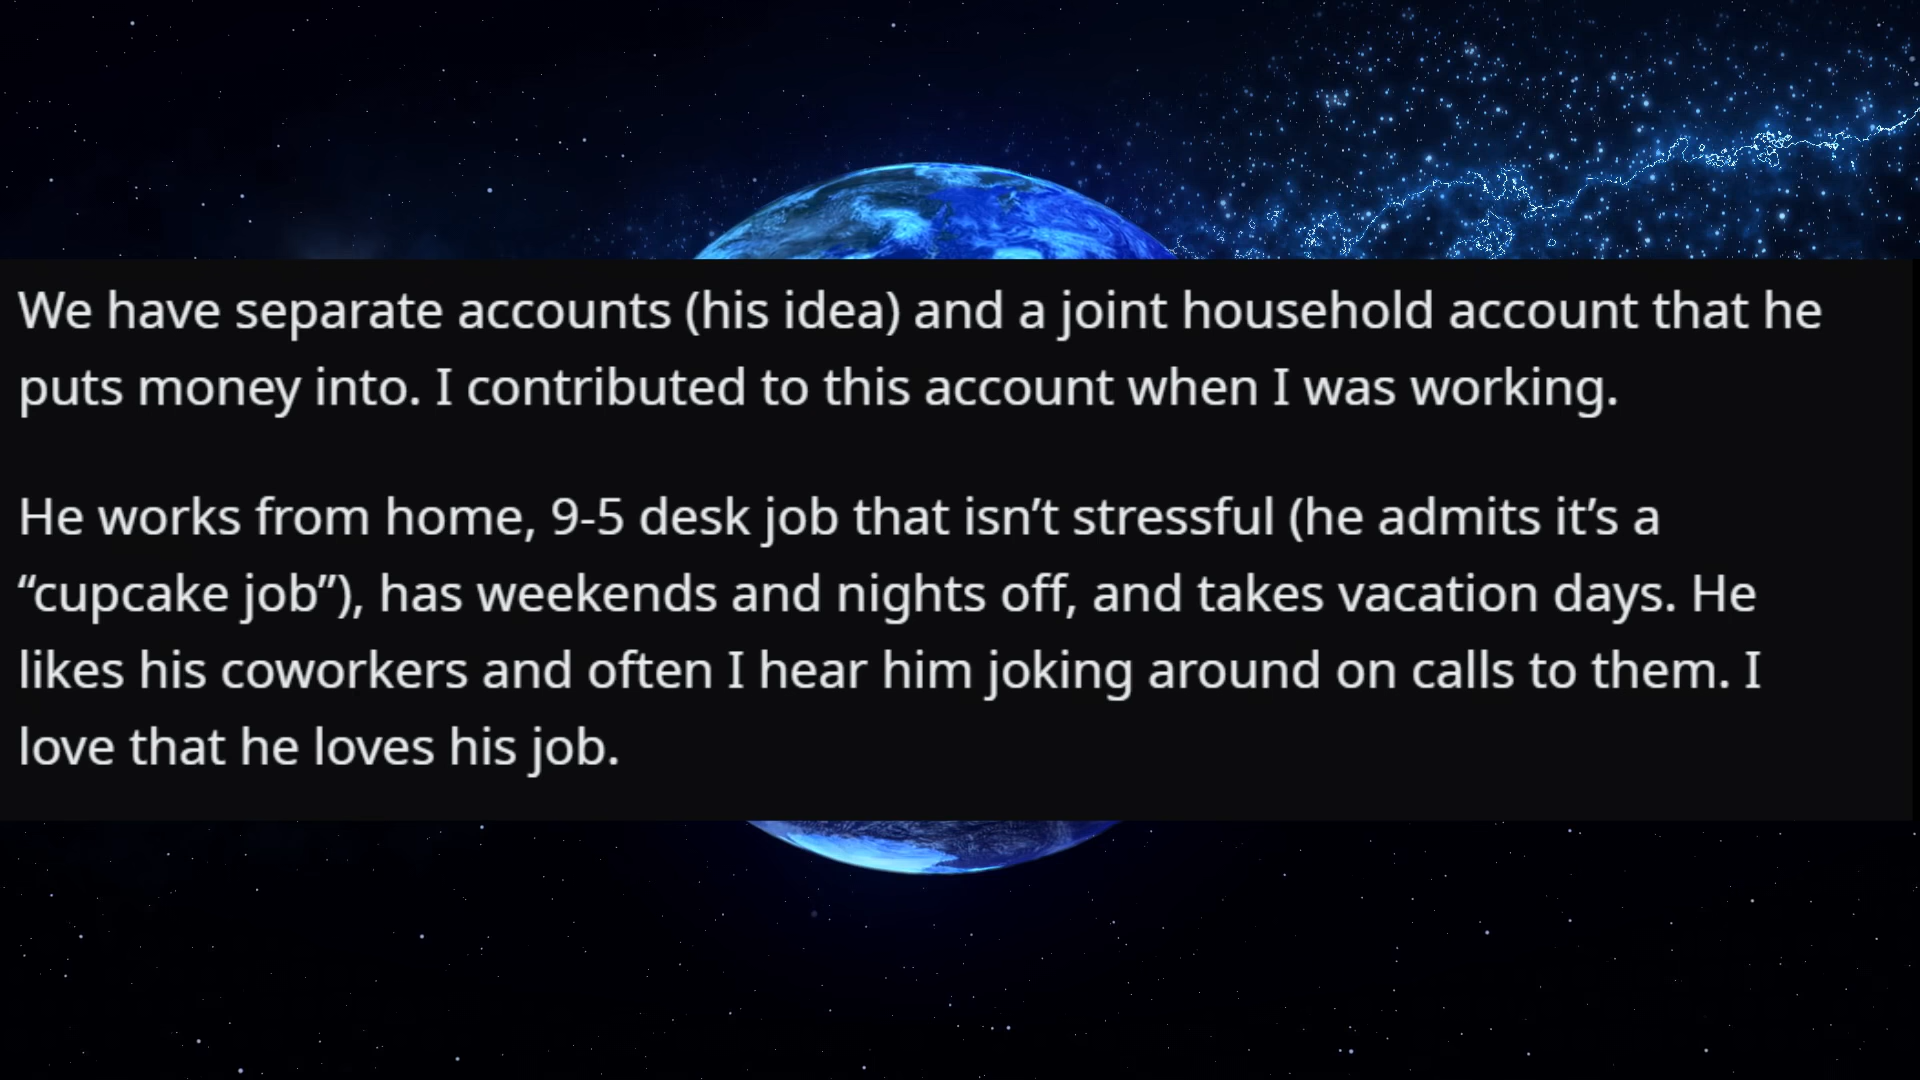 We have separate accounts (his idea) and a joint household account that he
puts money into. I contributed to this account when I was working.
He works from home, 9-5 desk job that isn’t stressful (he admits it’s a
“cupcake job”), has weekends and nights off, and takes vacation days. He
likes his coworkers and often I hear him joking around on calls to them. I
love that he loves his job.